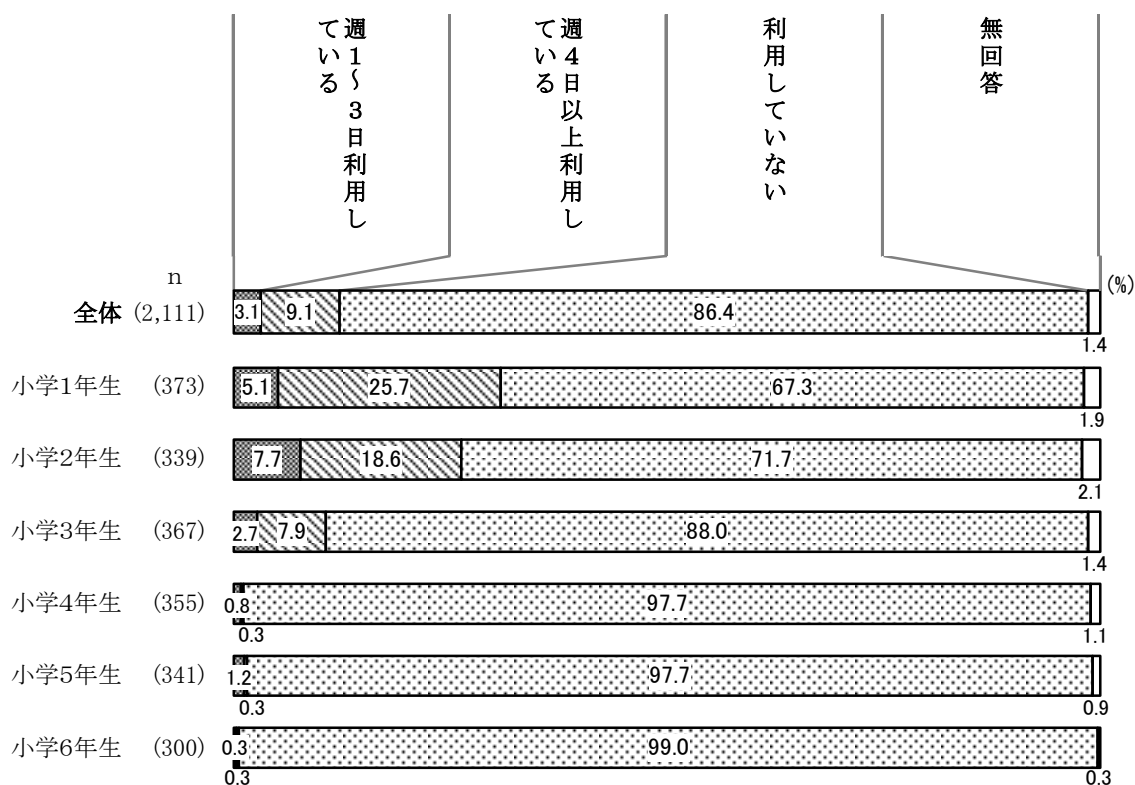 週1～3日利用し
ている
週4日以上利用し
ている
利用していない
無回答
n
(%)
全体 (2,111) 3.1 9.1 86.4 1.4
小学1年生 (373) 5.1 25.7 67.3 1.9
小学2年生 (339) 7.7 18.6 71.7 2.1
小学3年生 (367) 2.7 7.9 88.0 1.4
小学4年生 (355) 0.8 0.3 97.7 1.1
小学5年生 (341) 1.2 0.3 97.7 0.9
小学6年生 (300) 0.3 0.3 99.0 0.3